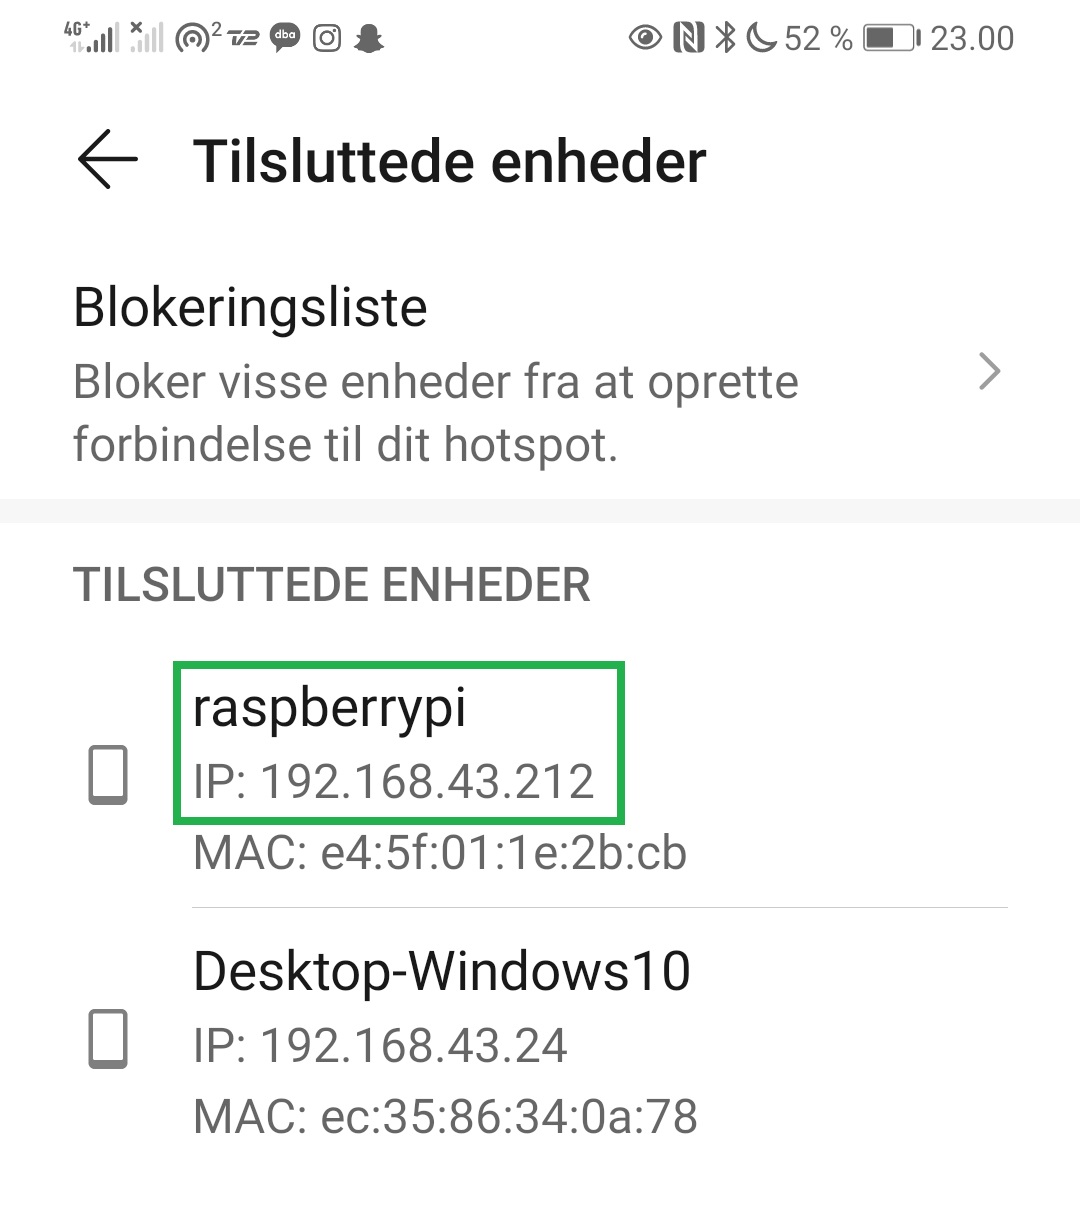 4G+ 2 TV2 dba 52 % 23.00
Tilsluttede enheder
Blokeringsliste
Bloker visse enheder fra at oprette
forbindelse til dit hotspot.
TILSLUTTEDE ENHEDER
raspberrypi
IP: 192.168.43.212
MAC: e4:5f:01:1e:2b:cb
Desktop-Windows10
IP: 192.168.43.24
MAC: ec:35:86:34:0a:78